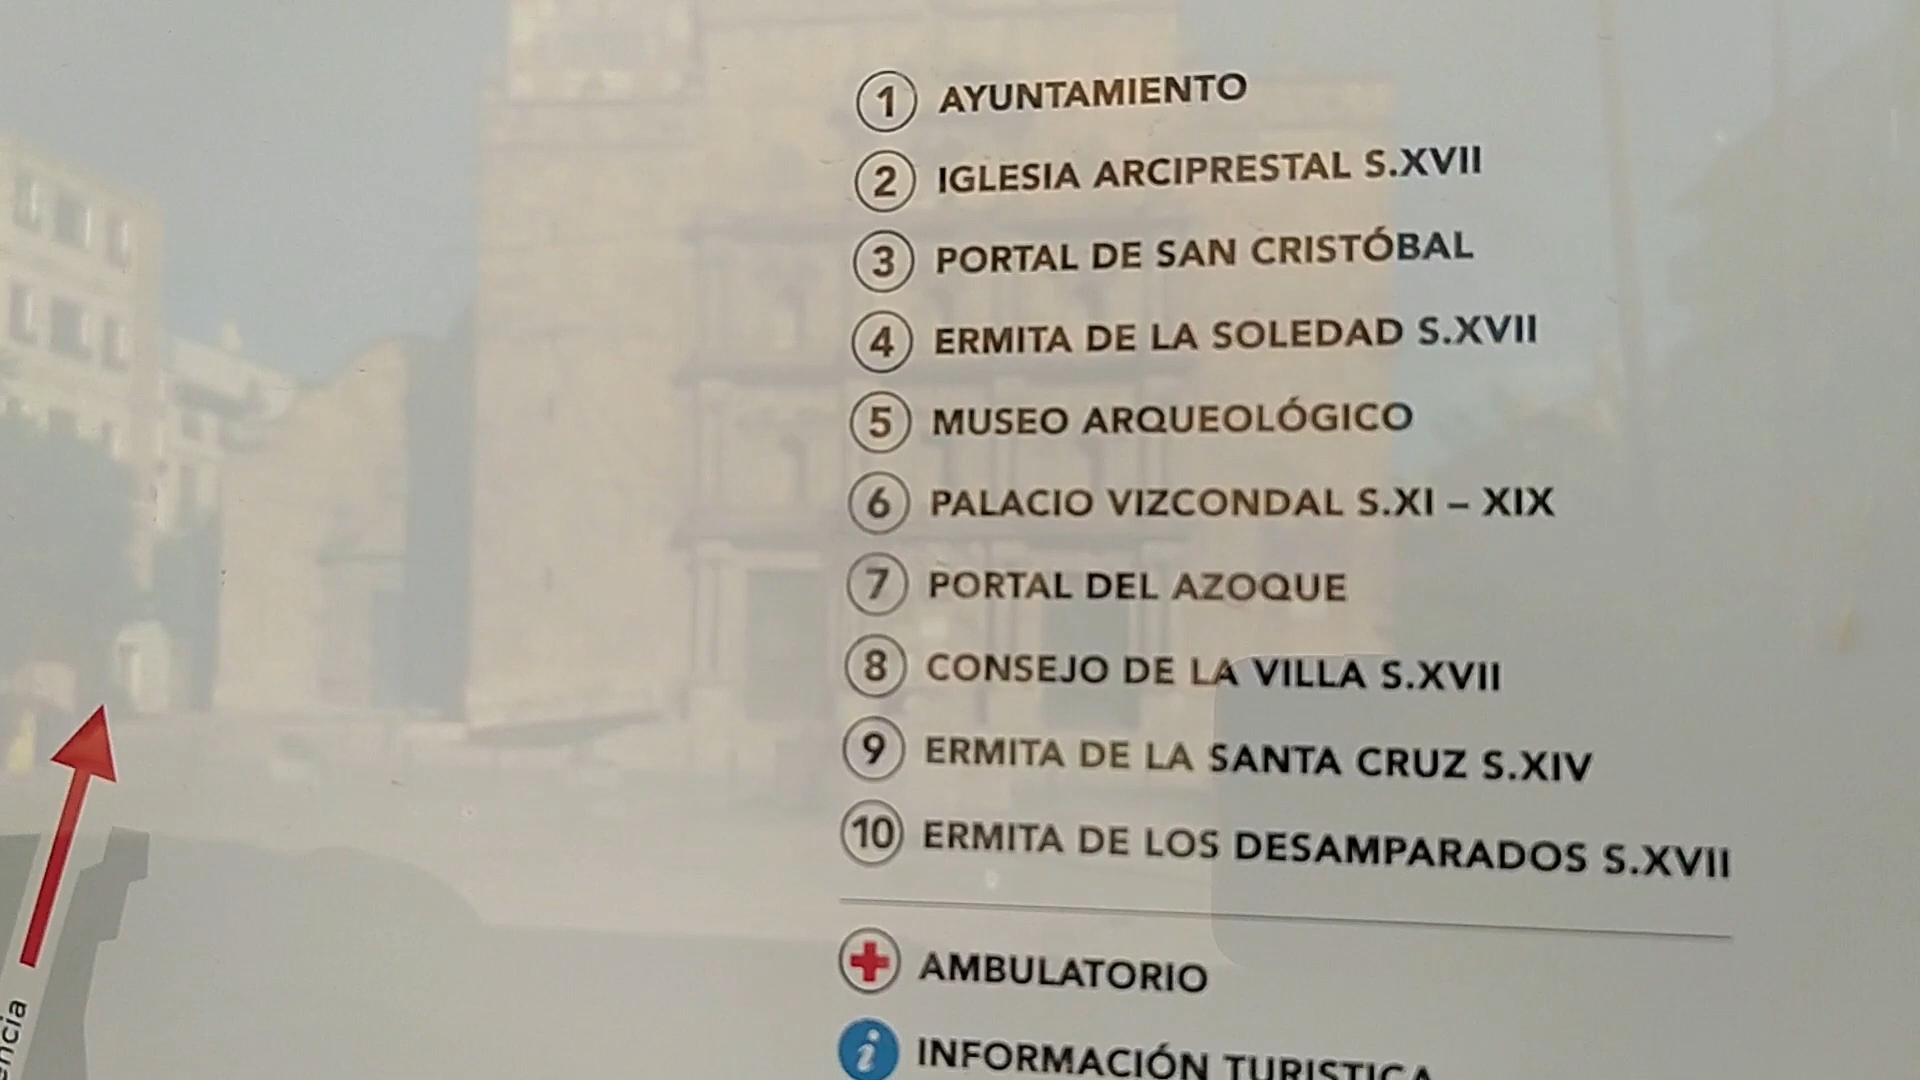 1 AYUNTAMIENTO
2 IGLESIA ARCIPRESTAL S.XVII
3 PORTAL DE SAN CRISTÓBAL
4 ERMITA DE LA SOLEDAD S.XVII
5 MUSEO ARQUEOLÓGICO
6 PALACIO VIZCONDAL S.XI – XIX
7 PORTAL DEL AZOQUE
8 CONSEJO DE LA VILLA S.XVII
9 ERMITA DE LA SANTA CRUZ S.XIV
10 ERMITA DE LOS DESAMPARADOS S.XVII
AMBULATORIO
i INFORMACIÓN TURISTICA